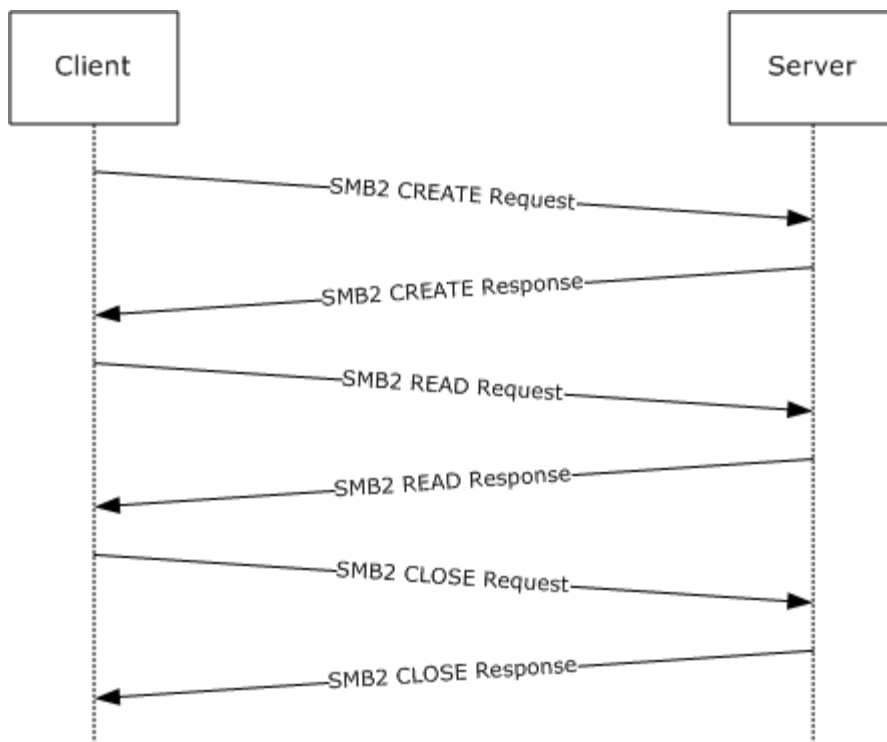 Client
Server
SMB2 CREATE Request
SMB2 CREATE Response
SMB2 READ Request
SMB2 READ Response
SMB2 CLOSE Request
SMB2 CLOSE Response